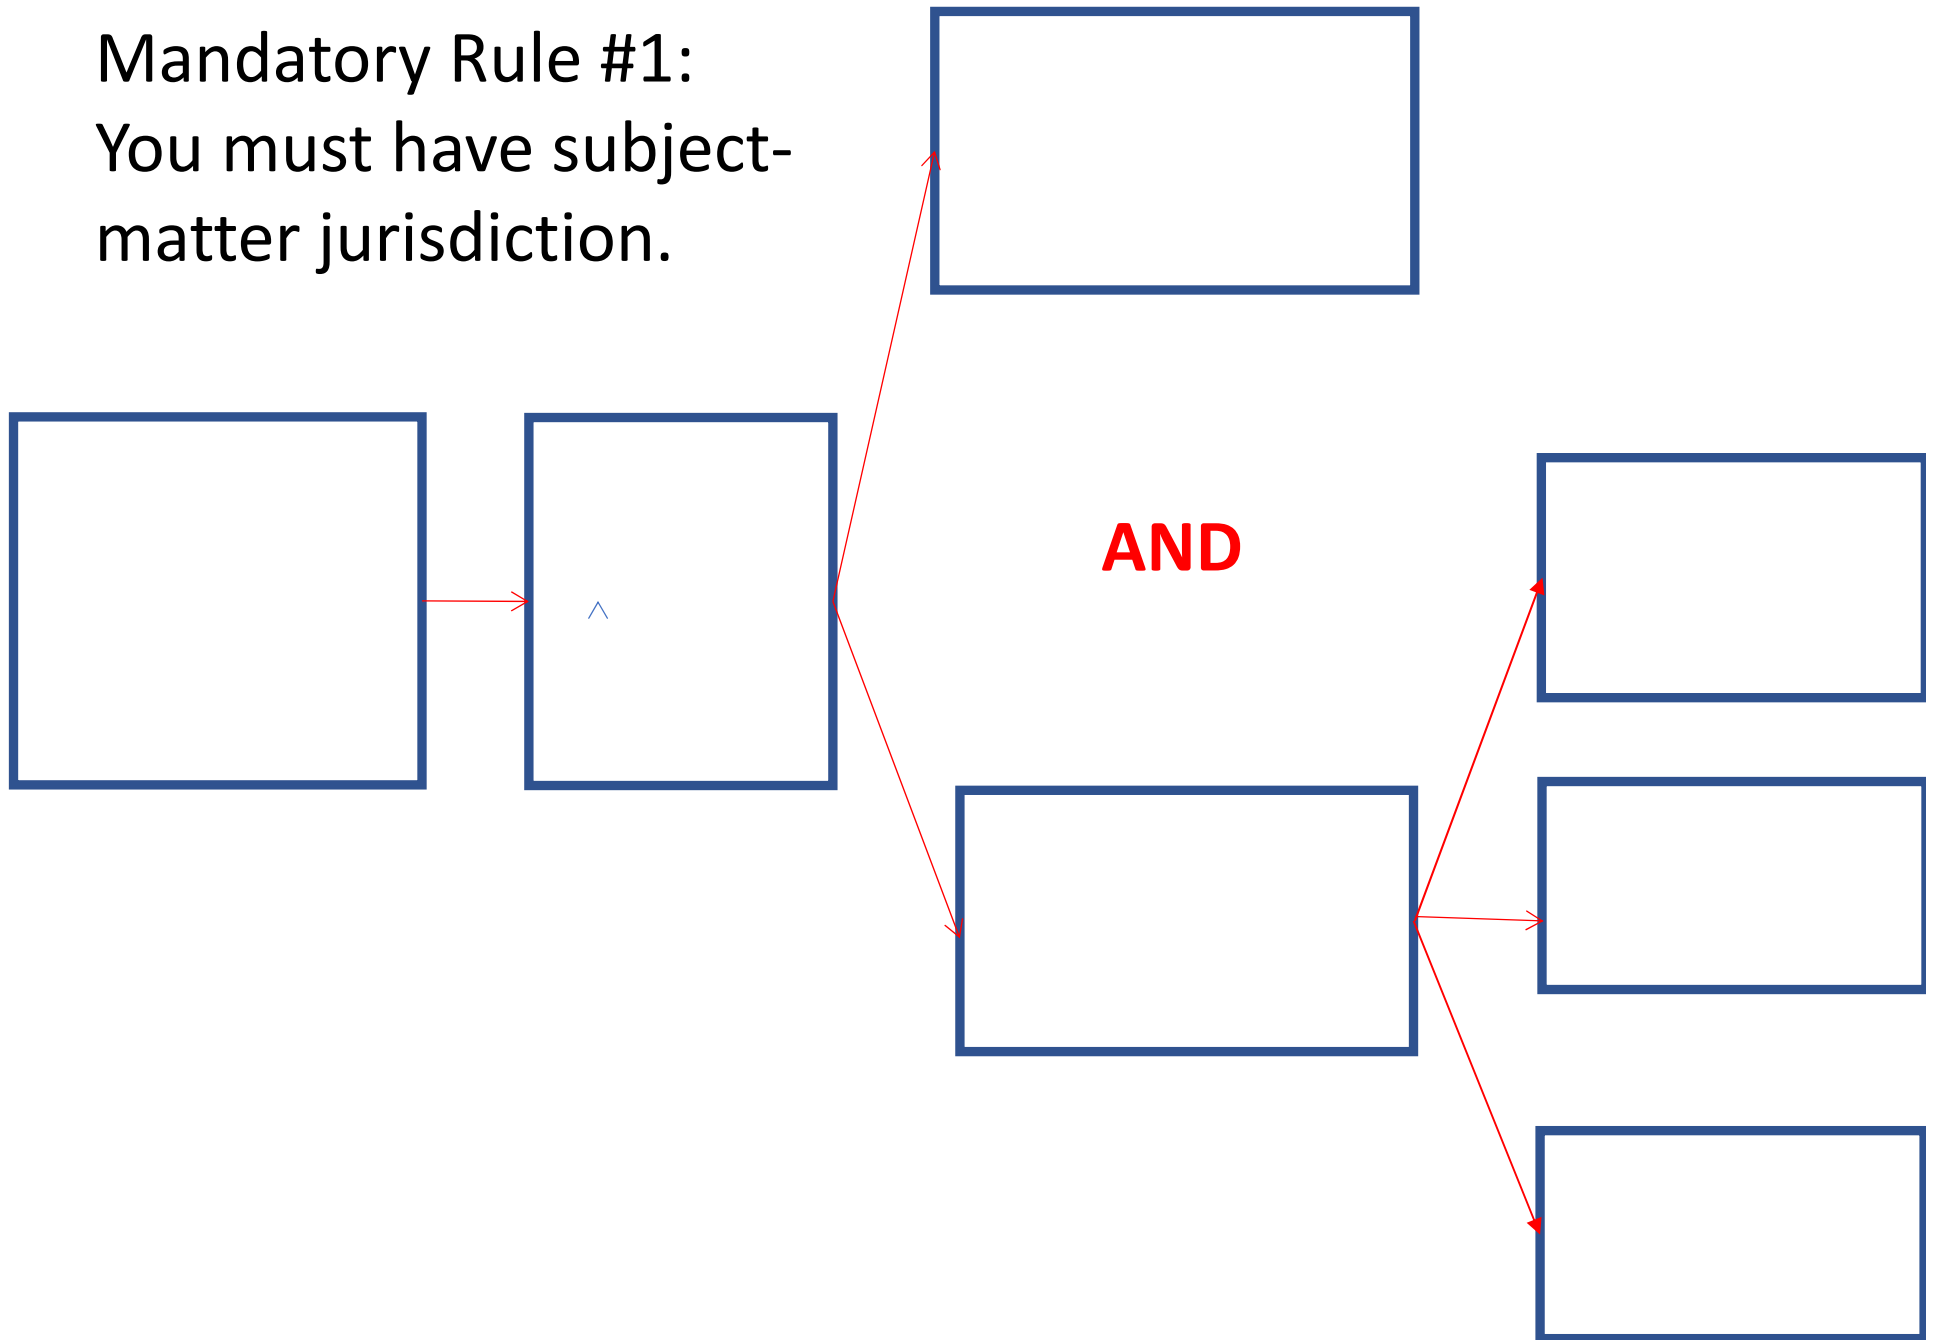 Mandatory Rule #1:
You must have subject-
matter jurisdiction.
AND